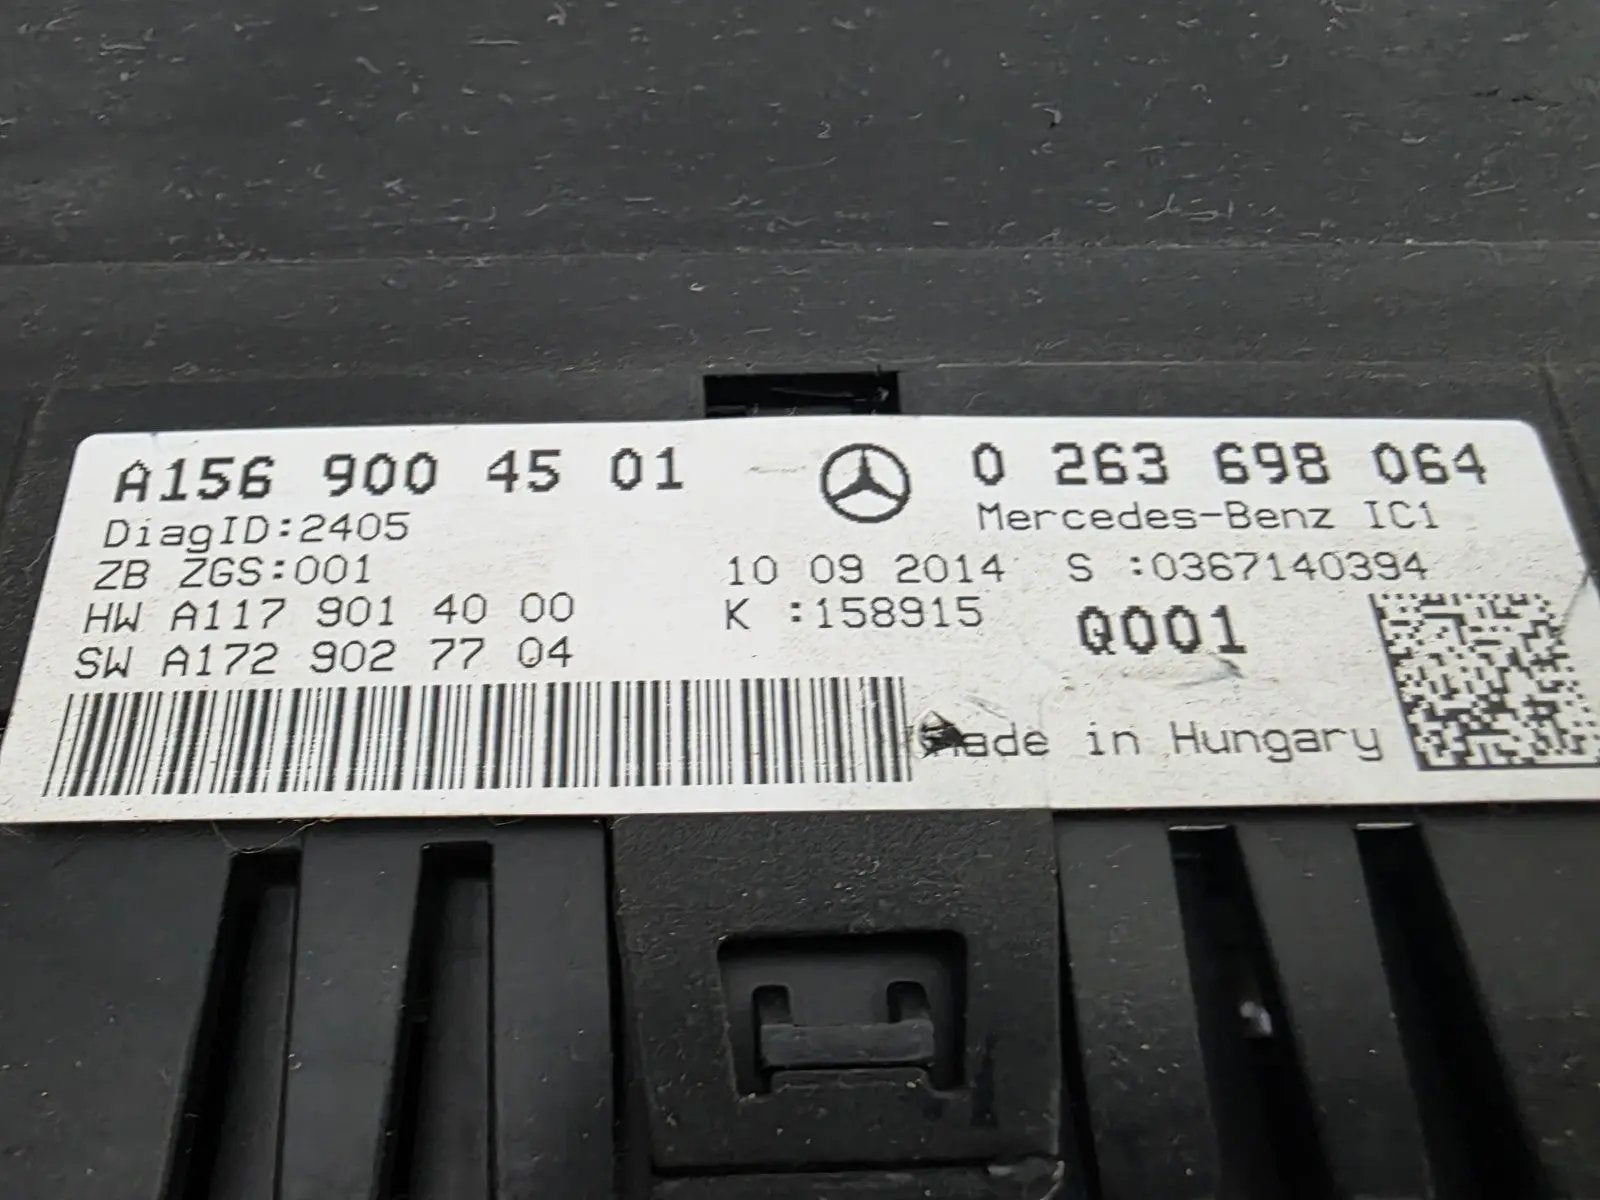 A156 900 45 01
0 263 698 064
DiagID:2405
Mercedes-Benz IC1
ZB ZGS:001
10 09 2014 S :0367140394
HW A117 901 40 00
K :158915
Q001
SW A172 902 77 04
Made in Hungary